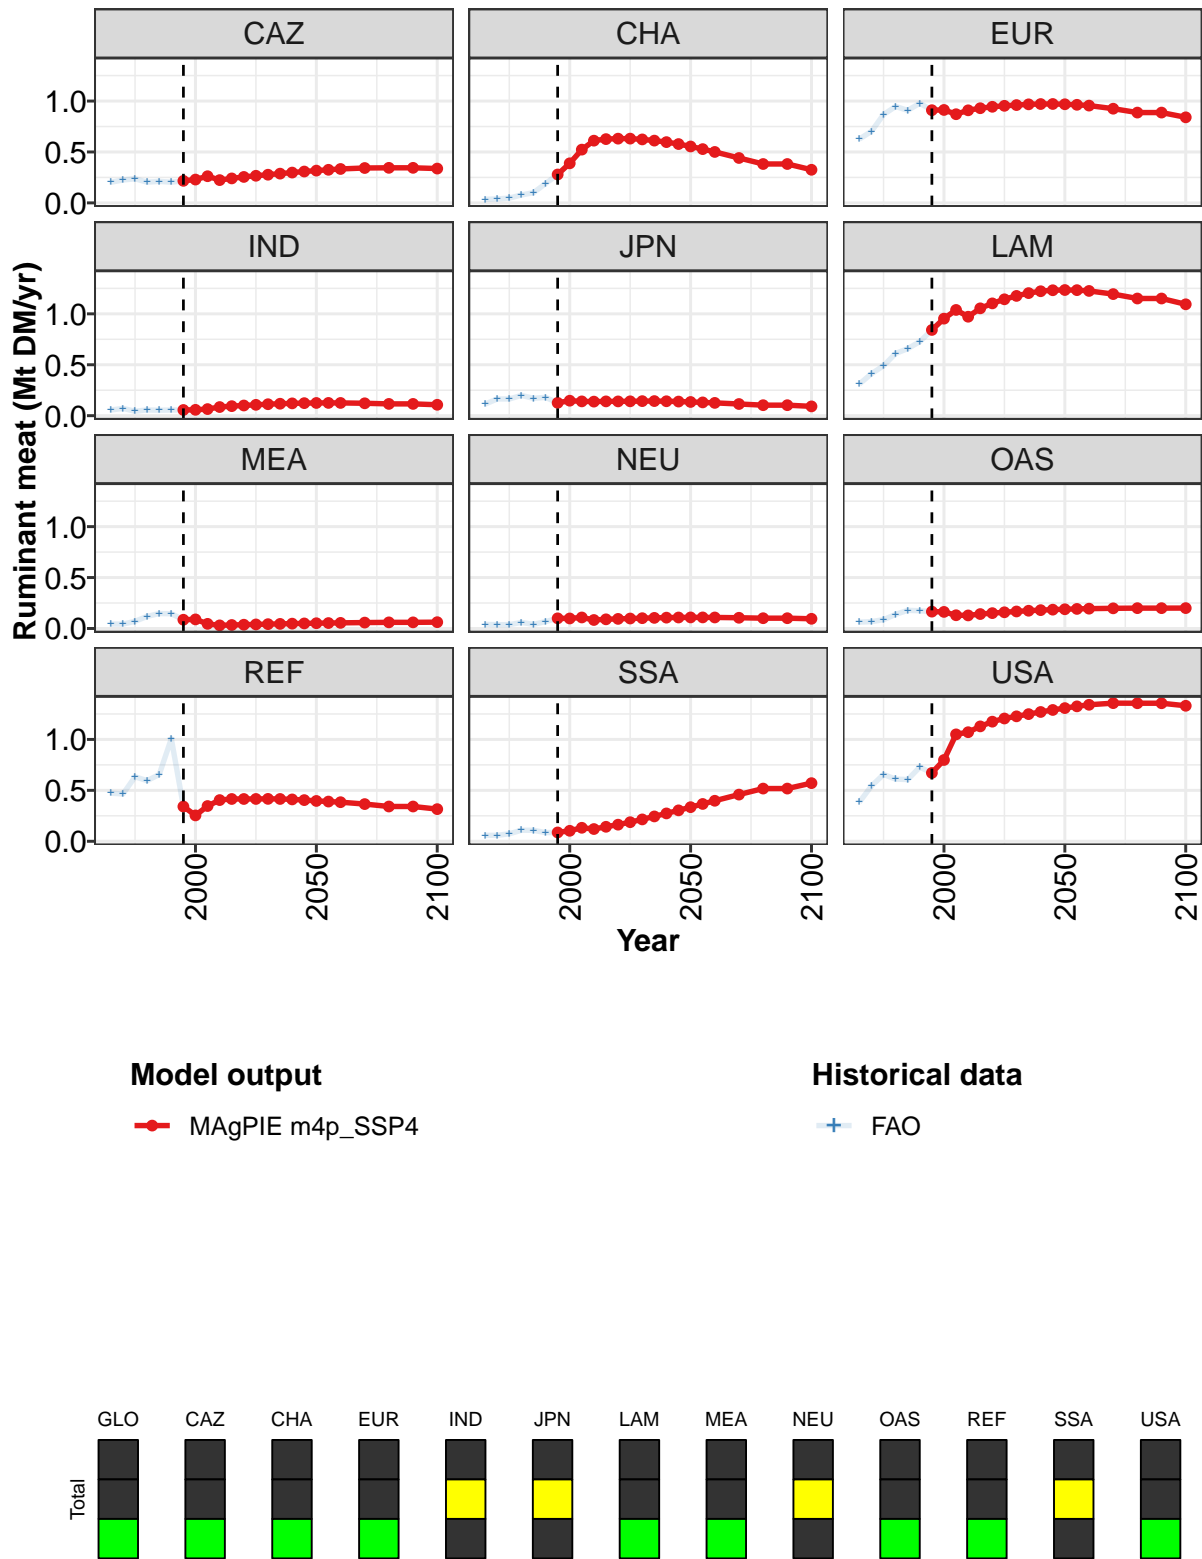 CAZ CHA EUR
1.0
0.5
0.0
IND JPN LAM
1.0
0.5
0.0
MEA NEU OAS
1.0
0.5
0.0
REF SSA USA
1.0
0.5
0.0
Ruminant meat (Mt DM/yr)
2000 2050 2100 2000 2050 2100 2000 2050 2100
Year
Model output Historical data
MAgPIE m4p_SSP4 FAO
GLO CAZ CHA EUR IND JPN LAM MEA NEU OAS REF SSA USA
Total